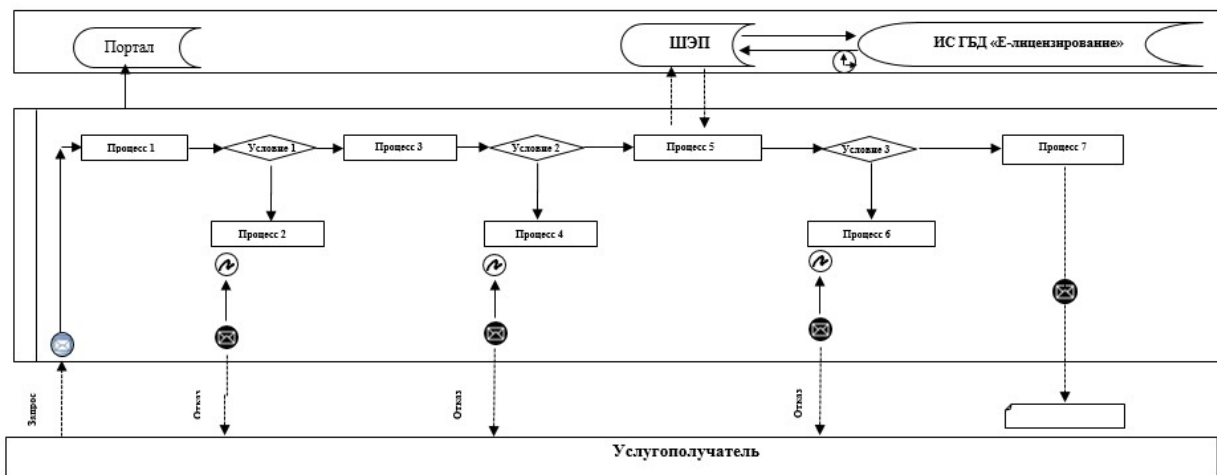 Портал
ШЭП
ИС ГБД «Е-лицензирование»
Процесс 1
Условие 1
Процесс 3
Условие 2
Процесс 5
Условие 3
Процесс 7
Процесс 2
Процесс 4
Процесс 6
Запрос
Отказ
Отказ
Отказ
Услугополучатель